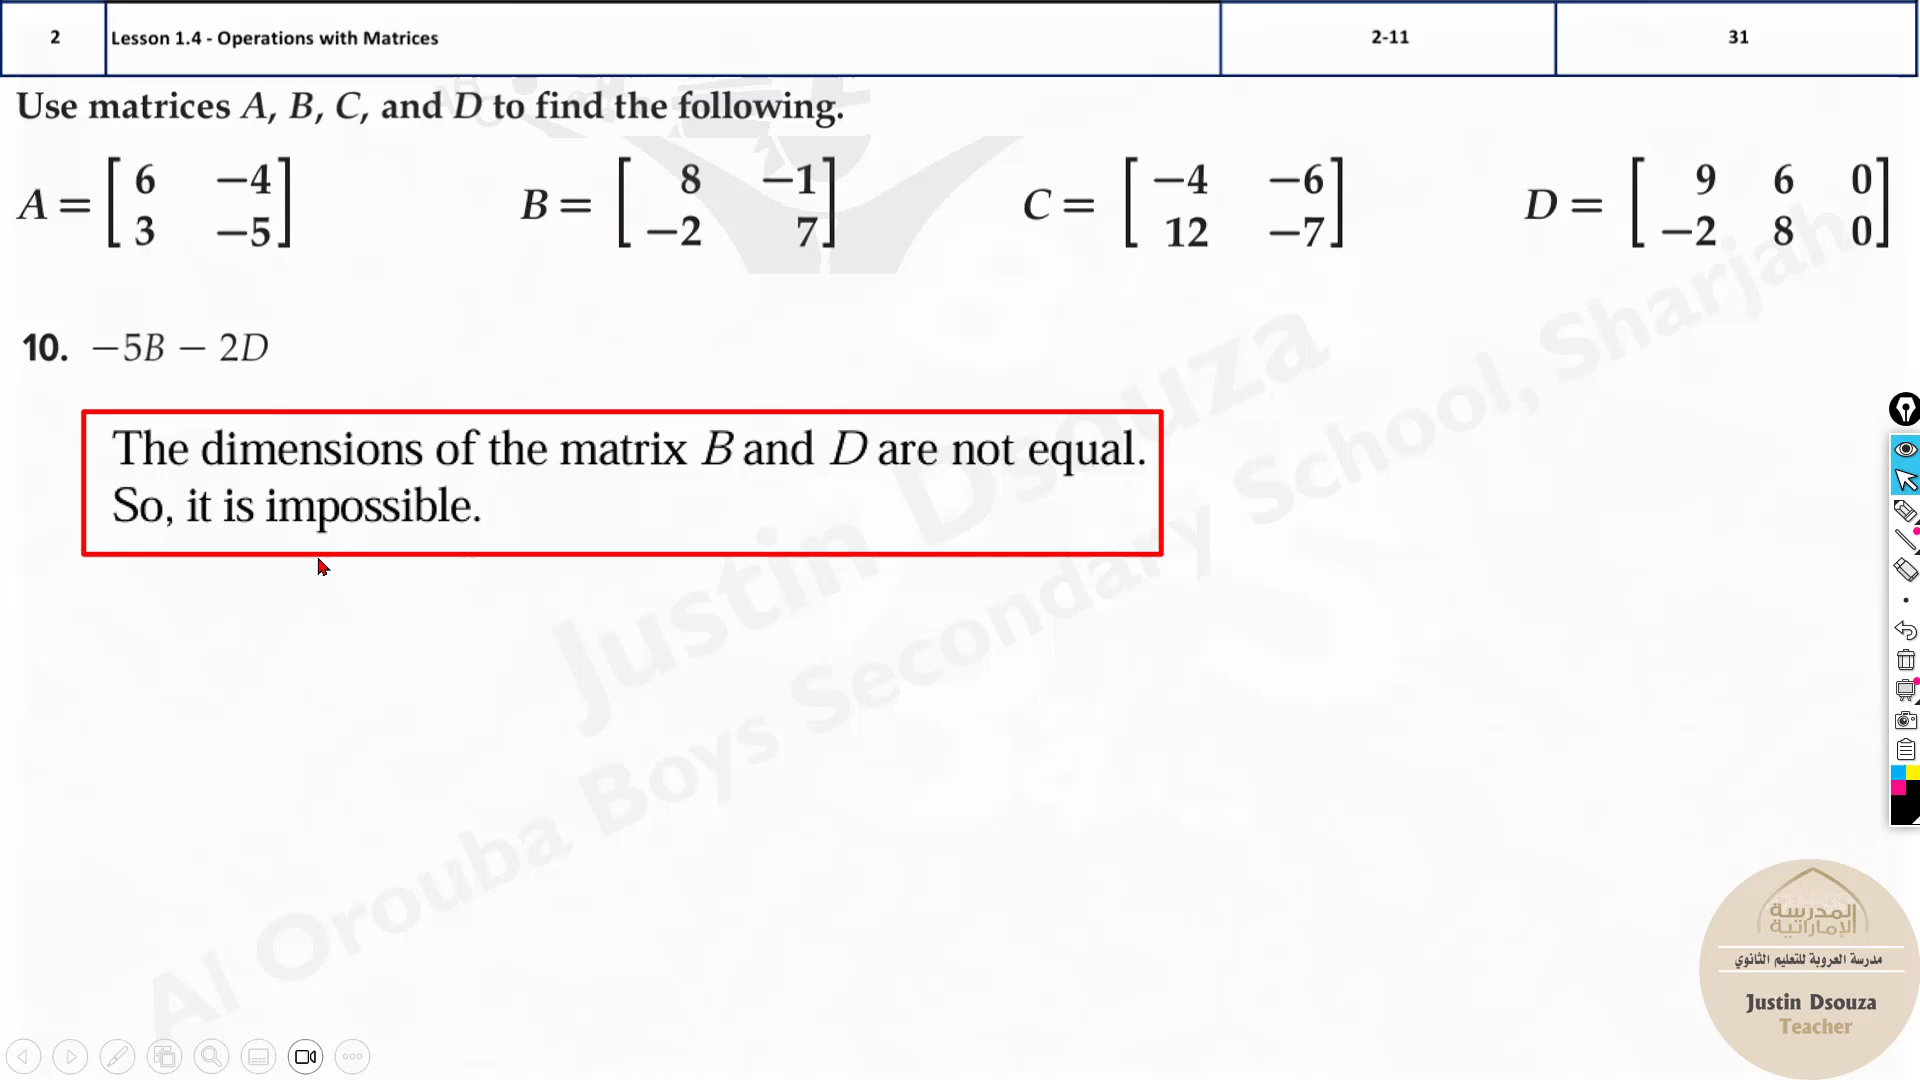 2 Lesson 1.4 - Operations with Matrices 2-11 31
Use matrices A, B, C, and D to find the following.
A = [6 −4; 3 −5] B = [8 −1; −2 7] C = [−4 −6; 12 −7] D = [9 6 0; −2 8 0]
10. −5B − 2D
The dimensions of the matrix B and D are not equal.
So, it is impossible.
Justin Dsouza
Al Orouba Boys Secondary School, Sharjah
المدرسة
الإماراتية
مدرسة العروبة للتعليم الثانوي
Justin Dsouza
Teacher